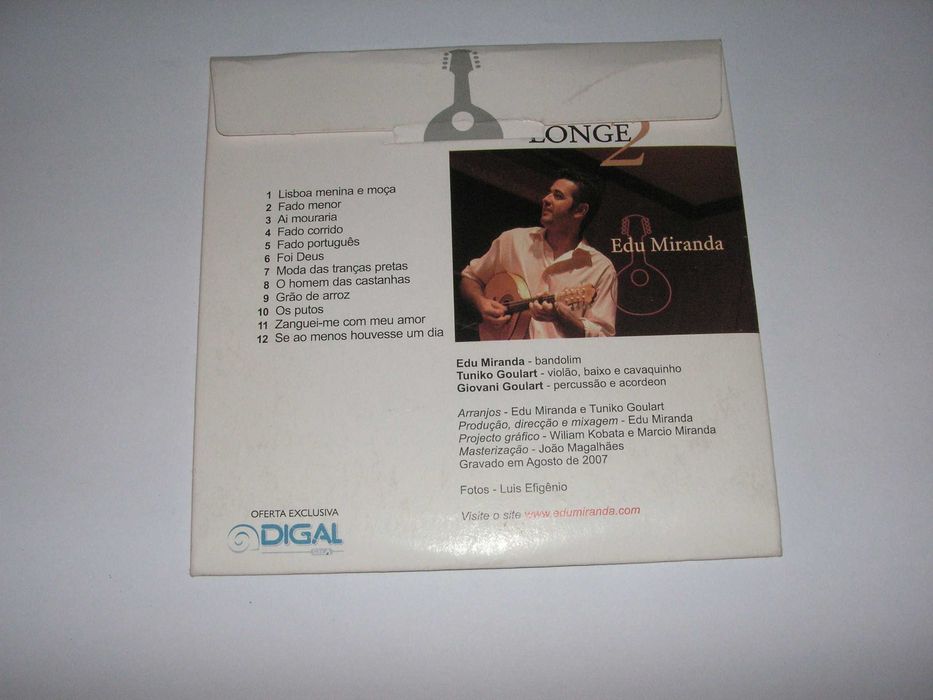 LONGE 2
1 Lisboa menina e moça
2 Fado menor
3 Ai mouraria
4 Fado corrido
5 Fado português
6 Foi Deus
7 Moda das tranças pretas
8 O homem das castanhas
9 Grão de arroz
10 Os putos
11 Zanguei-me com meu amor
12 Se ao menos houvesse um dia
Edu Miranda
Edu Miranda - bandolim
Tuniko Goulart - violão, baixo e cavaquinho
Giovani Goulart - percussão e acordeon
Arranjos - Edu Miranda e Tuniko Goulart
Produção, direcção e mixagem - Edu Miranda
Projecto gráfico - Wiliam Kobata e Marcio Miranda
Masterização - João Magalhães
Gravado em Agosto de 2007
Fotos - Luis Efigênio
Visite o site www.edumiranda.com
OFERTA EXCLUSIVA
DIGAL